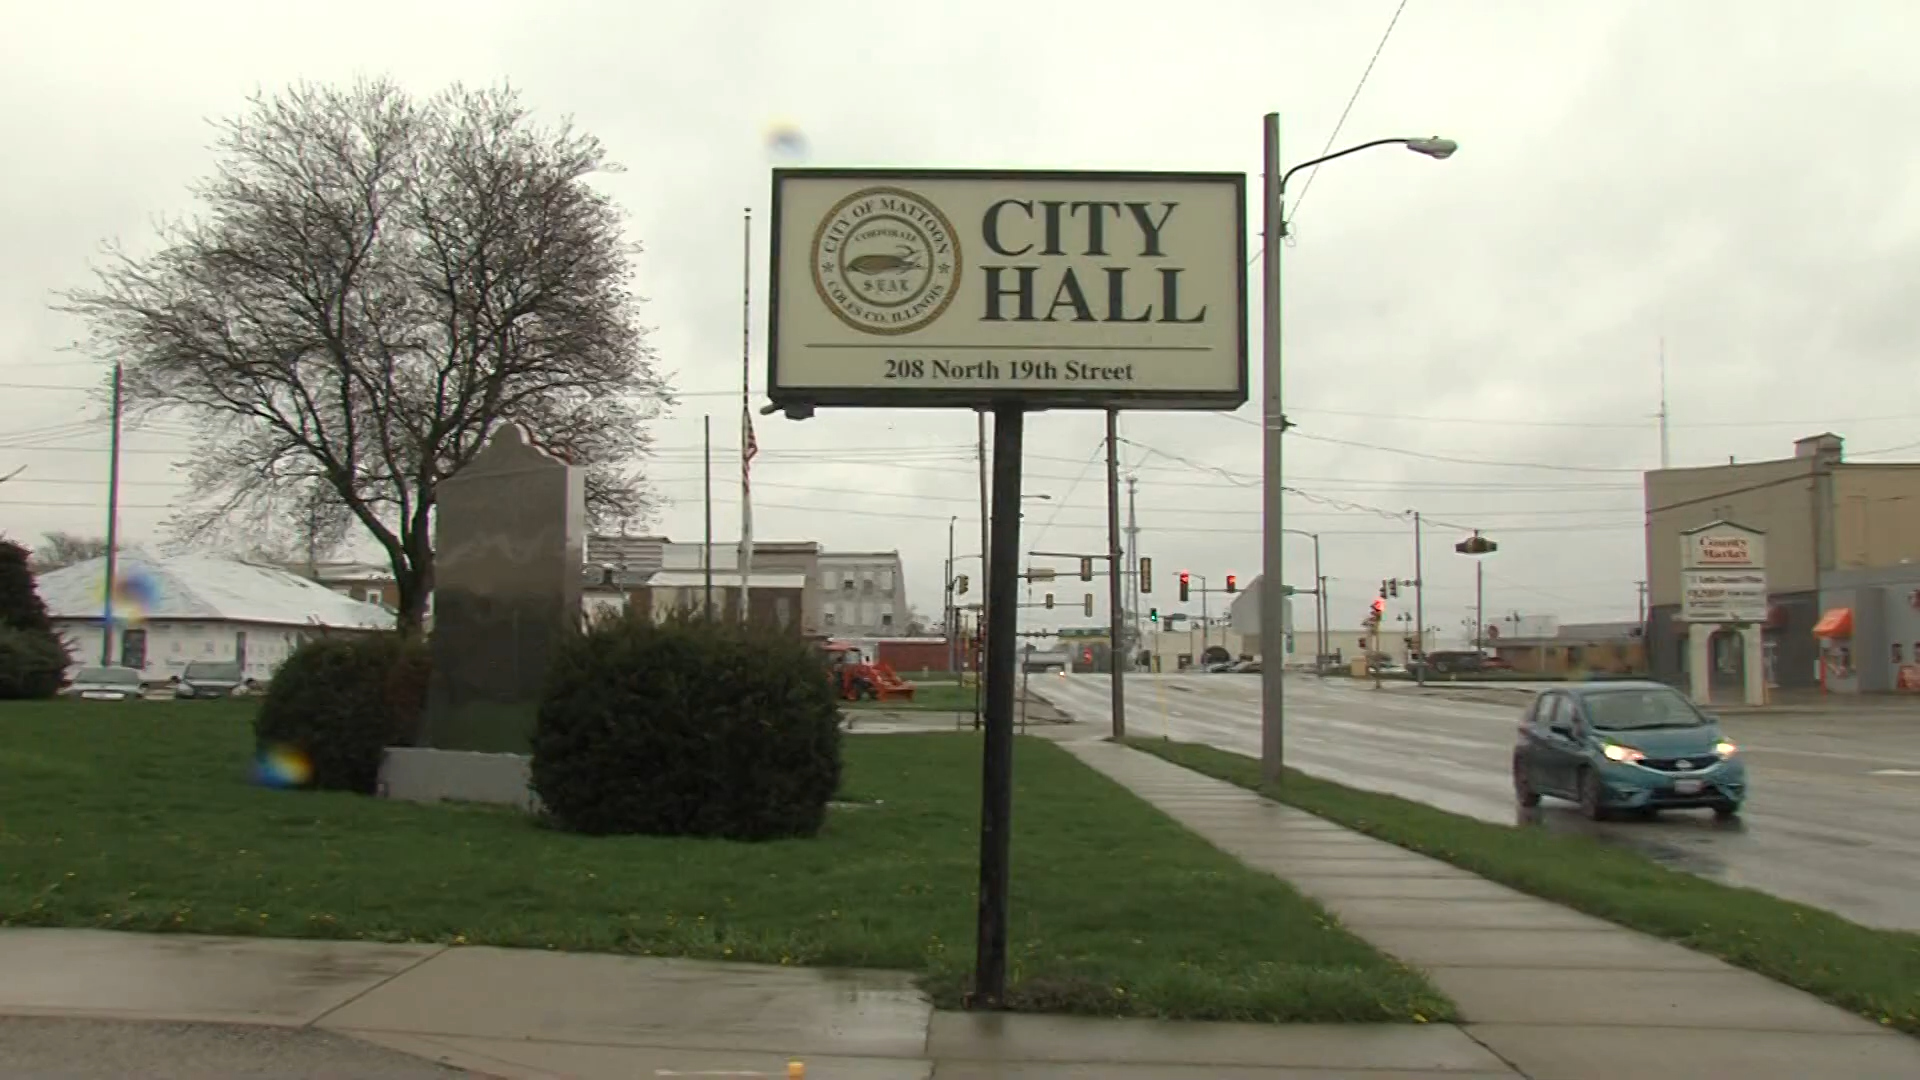 CITY OF MATTOON
CORPORATE
SEAL
COLES CO. ILLINOIS
CITY
HALL
208 North 19th Street
County
Market